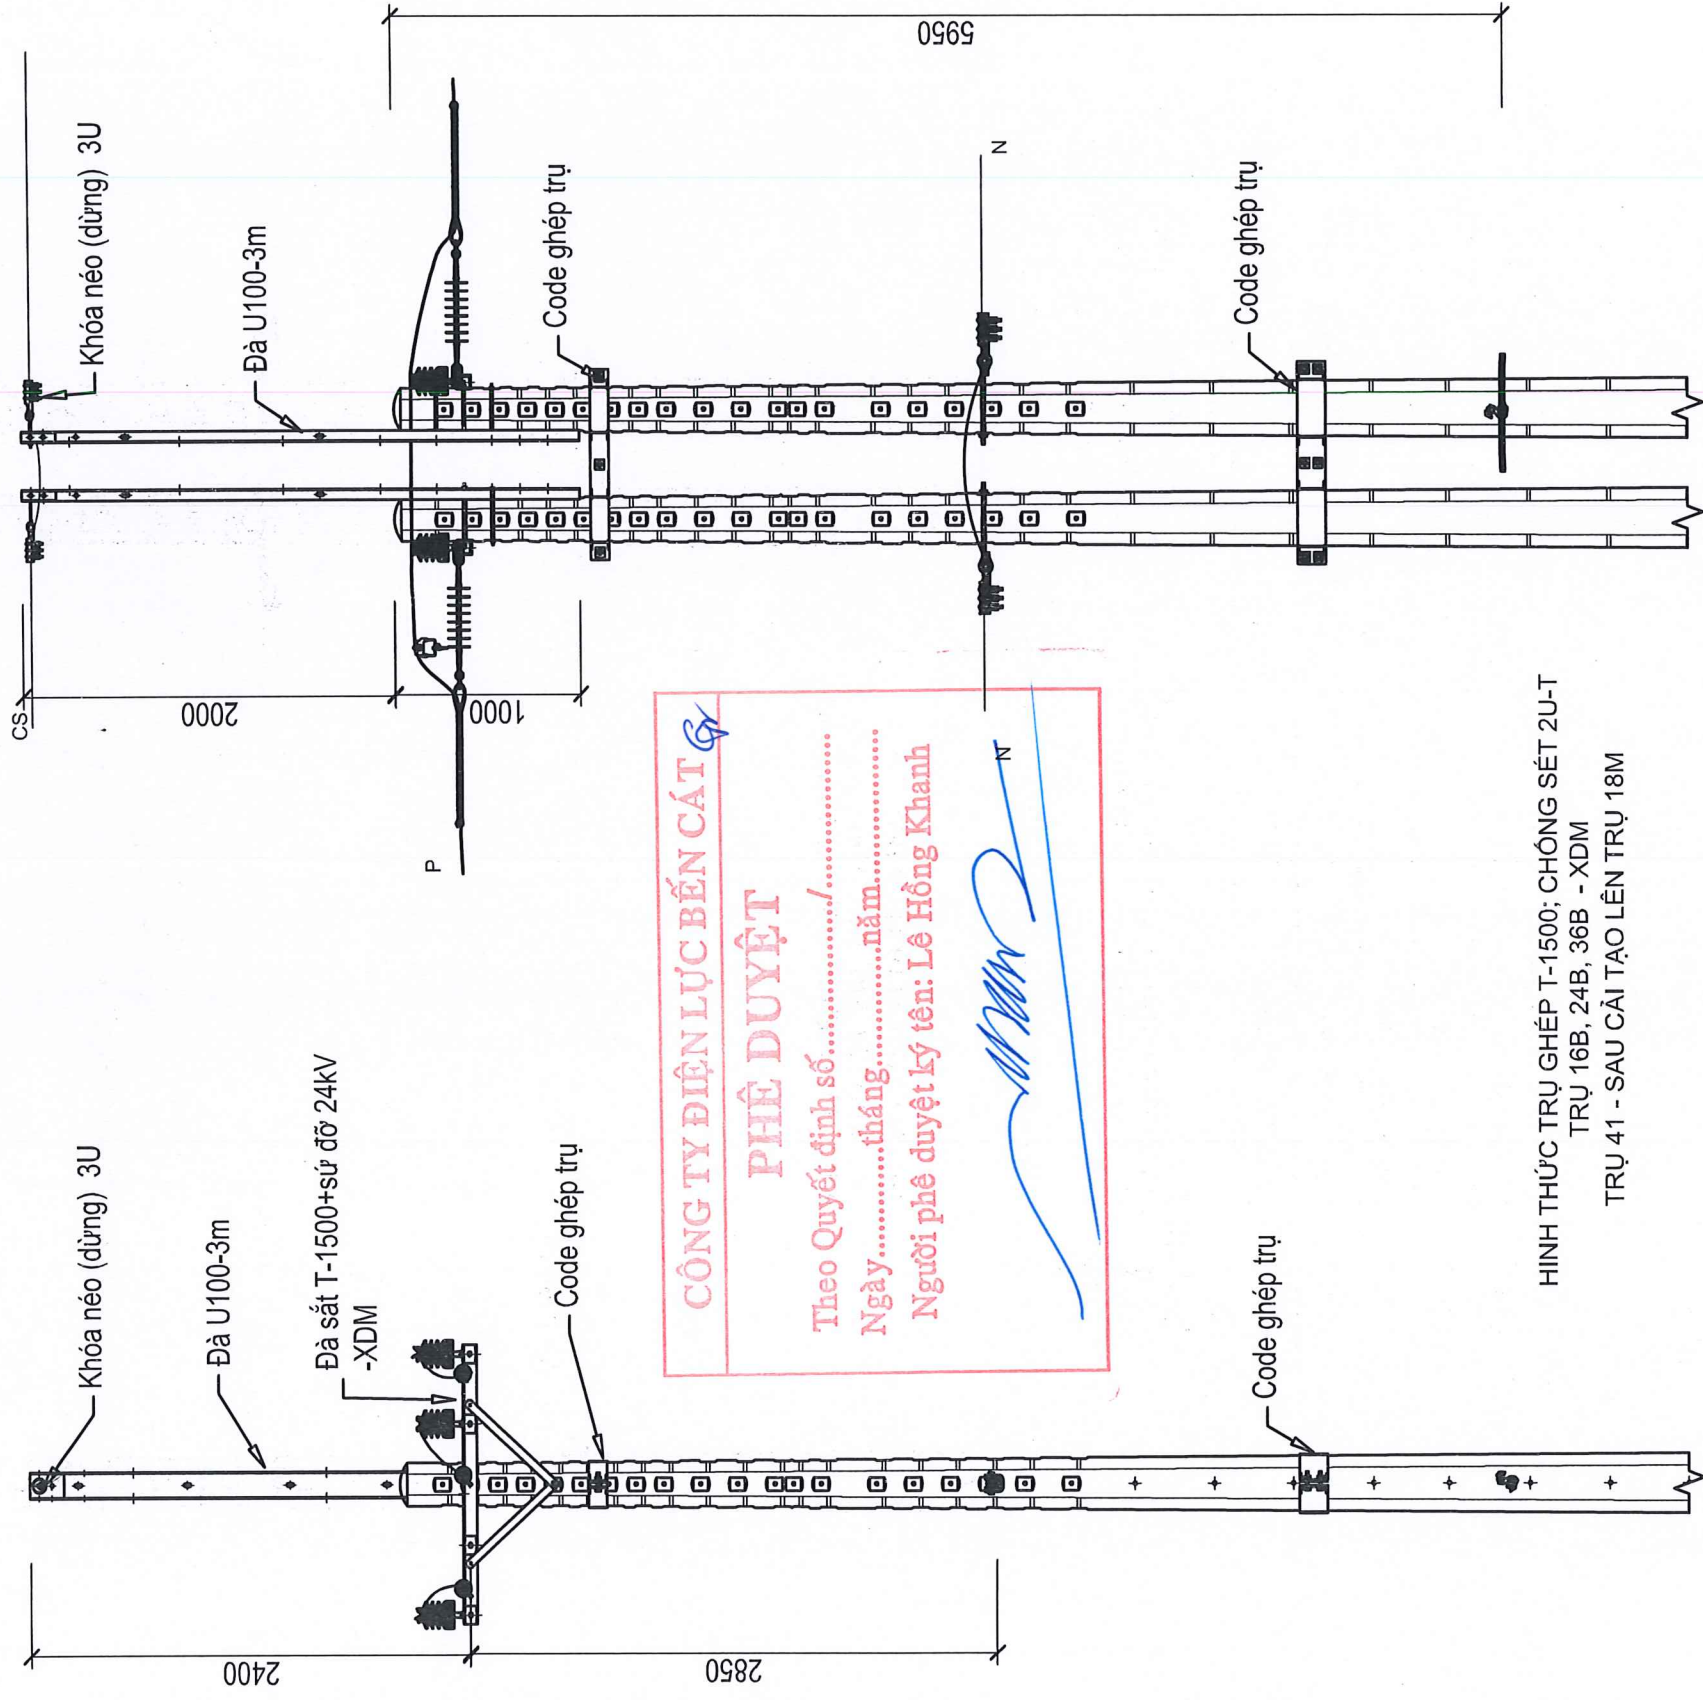 CS
Khóa néo (dừng) 3U
Đà U100-3m
2000
1000
P
Code ghép trụ
5950
N
N
Code ghép trụ
Khóa néo (dừng) 3U
Đà U100-3m
Đà sắt T-1500+sứ đỡ 24kV
-XDM
Code ghép trụ
2400
2850
Code ghép trụ
CÔNG TY ĐIỆN LỰC BẾN CÁT
PHÊ DUYỆT
Theo Quyết định số................../..................
Ngày............tháng............năm............
Người phê duyệt ký tên: Lê Hồng Khanh
HÌNH THỨC TRỤ GHÉP T-1500; CHỐNG SÉT 2U-T
TRỤ 16B, 24B, 36B - XDM
TRỤ 41 - SAU CẢI TẠO LÊN TRỤ 18M